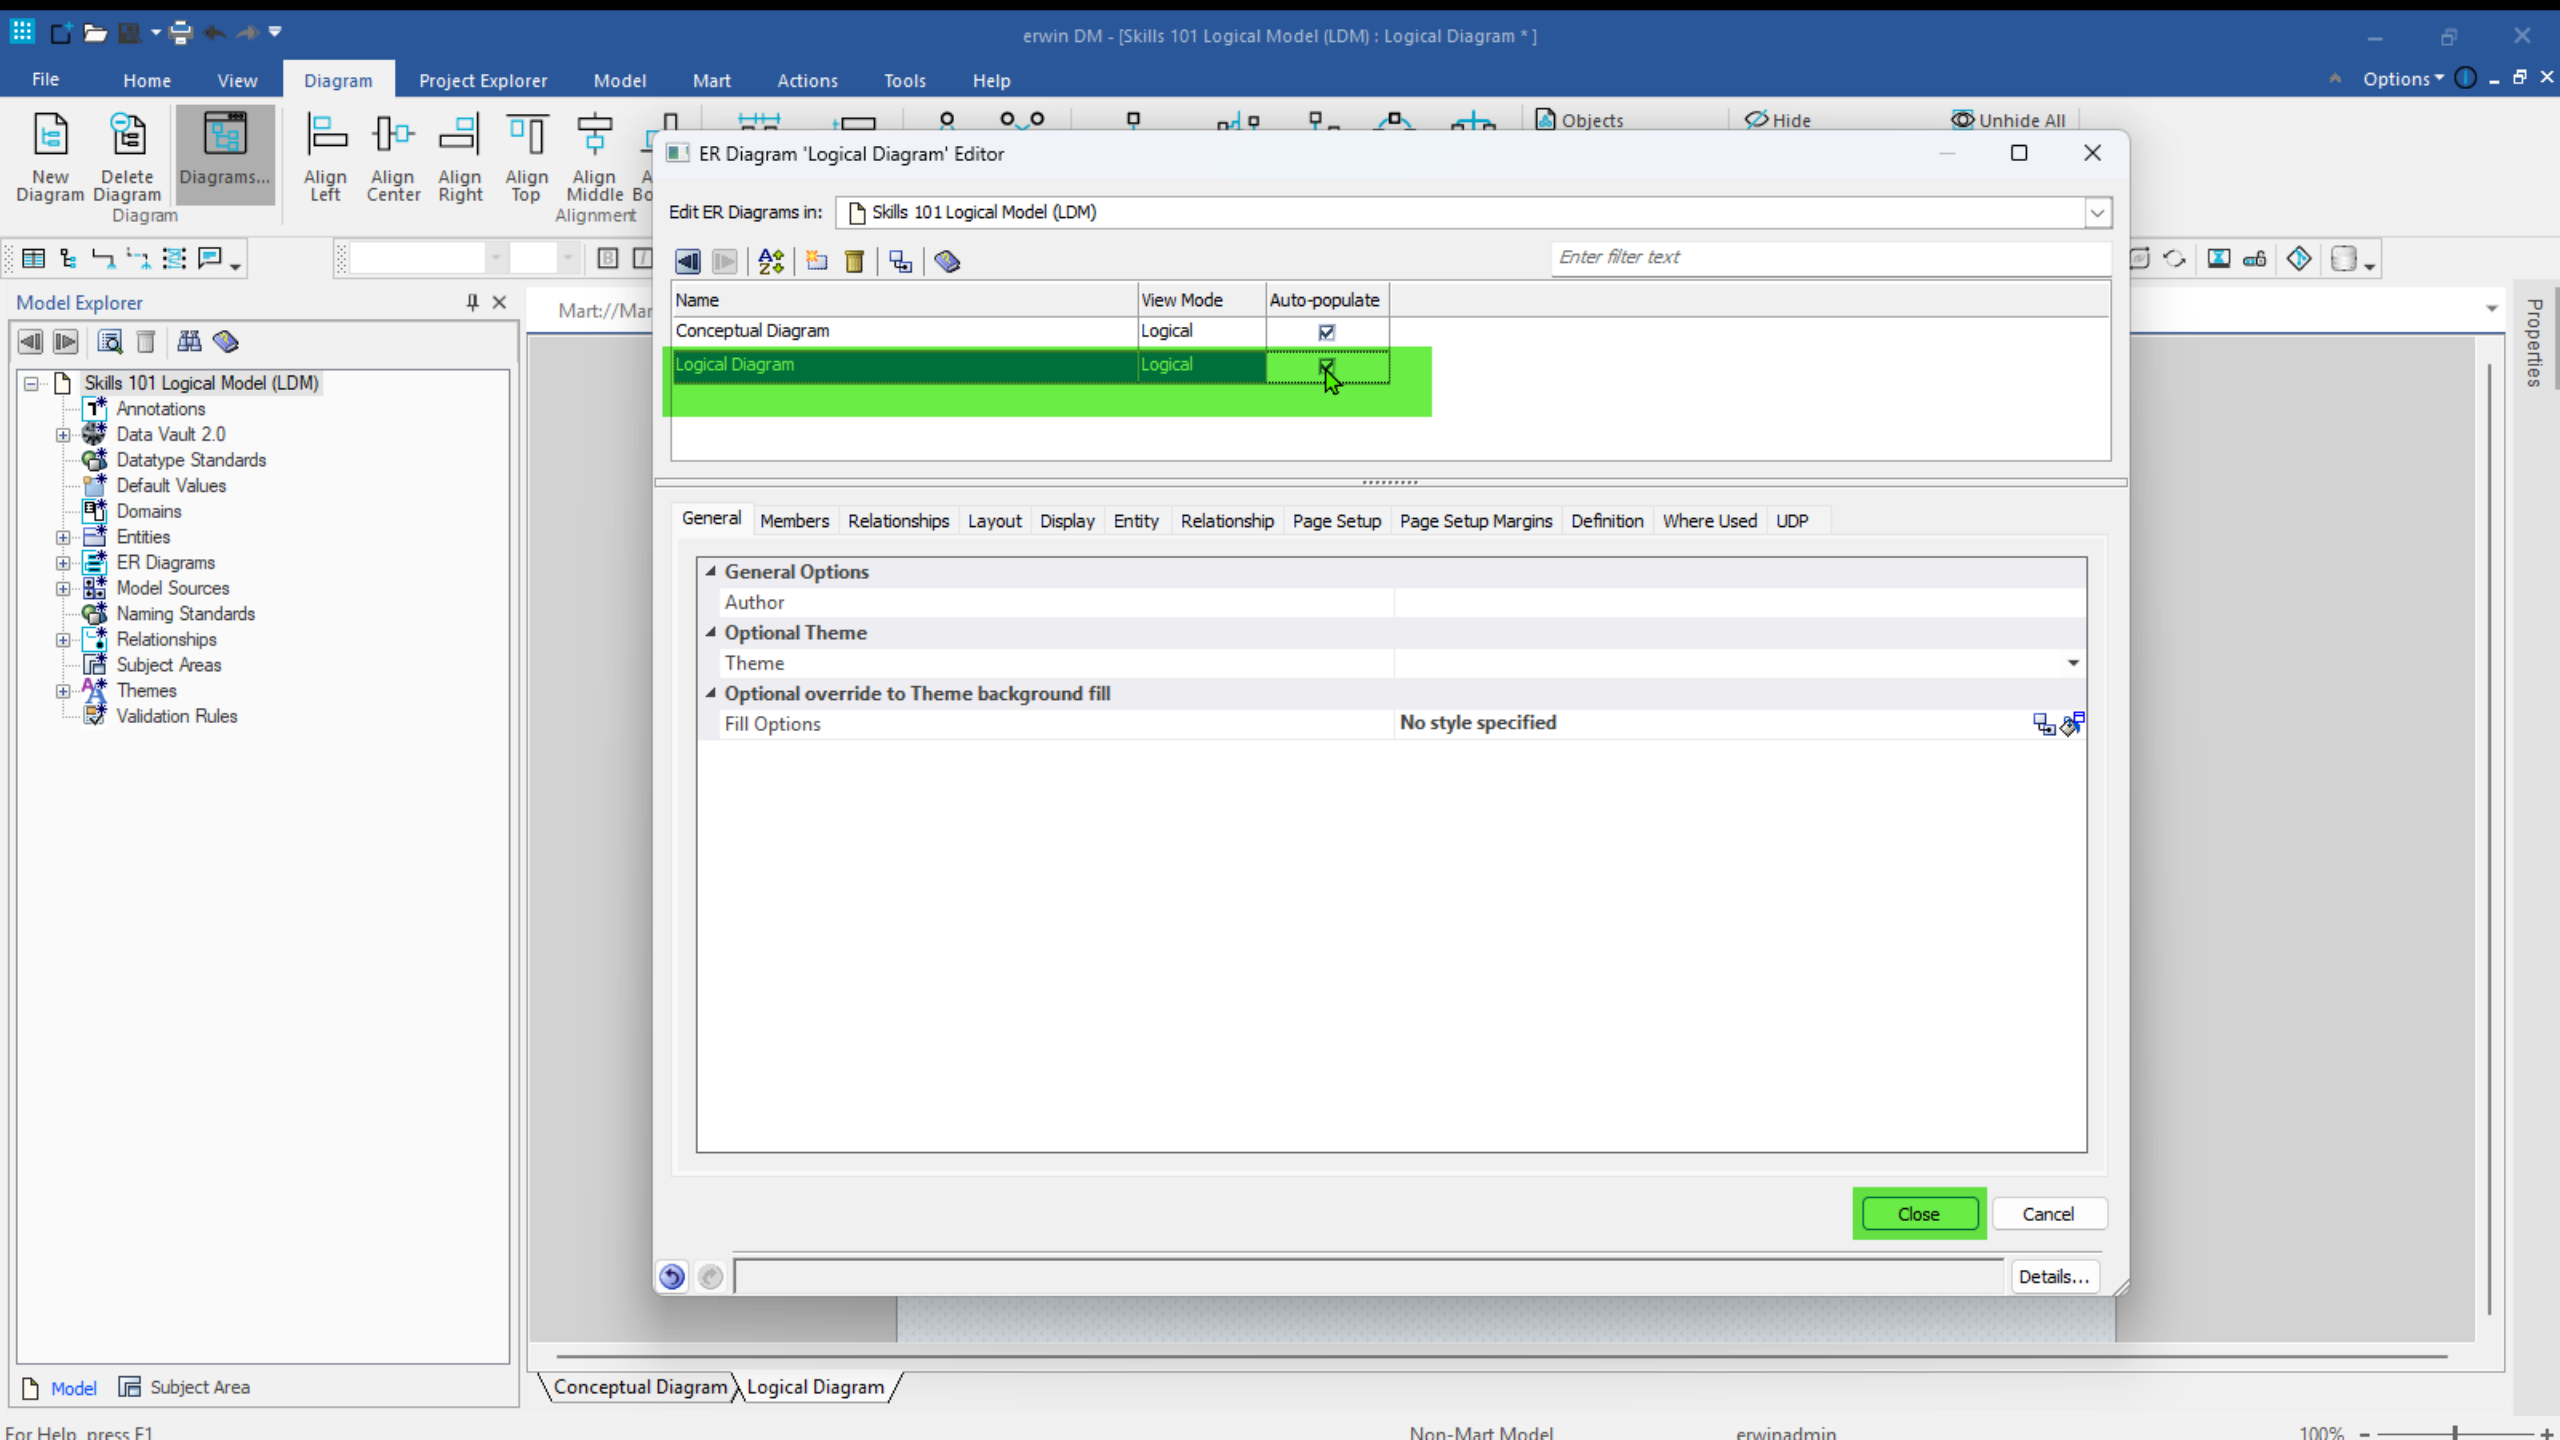 erwin DM - [Skills 101 Logical Model (LDM) : Logical Diagram * ]
File Home View Diagram Project Explorer Model Mart Actions Tools Help Options
New Diagram
Delete Diagram
Diagrams...
Align Left
Align Center
Align Right
Align Top
Align Middle
Objects
Hide
Unhide All
Diagram
Alignment
ER Diagram 'Logical Diagram' Editor
Edit ER Diagrams in: Skills 101 Logical Model (LDM)
Enter filter text
Name View Mode Auto-populate
Conceptual Diagram Logical
Logical Diagram Logical
General Members Relationships Layout Display Entity Relationship Page Setup Page Setup Margins Definition Where Used UDP
General Options
Author
Optional Theme
Theme
Optional override to Theme background fill
Fill Options No style specified
Close Cancel
Details...
Model Explorer
Skills 101 Logical Model (LDM)
Annotations
Data Vault 2.0
Datatype Standards
Default Values
Domains
Entities
ER Diagrams
Model Sources
Naming Standards
Relationships
Subject Areas
Themes
Validation Rules
Model Subject Area
Mart://Mar
Properties
Conceptual Diagram Logical Diagram
For Help, press F1
Non-Mart Model
erwinadmin
100%